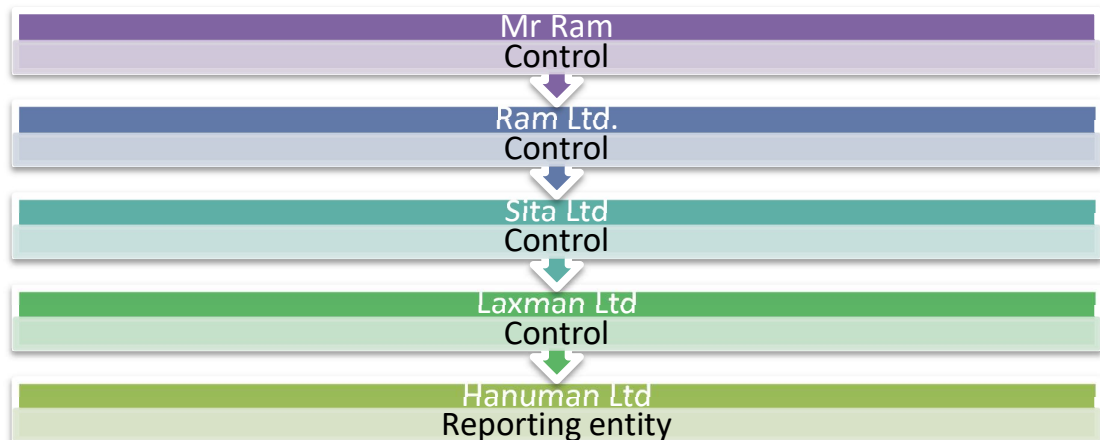 Mr Ram
Control
Ram Ltd.
Control
Sita Ltd
Control
Laxman Ltd
Control
Hanuman Ltd
Reporting entity